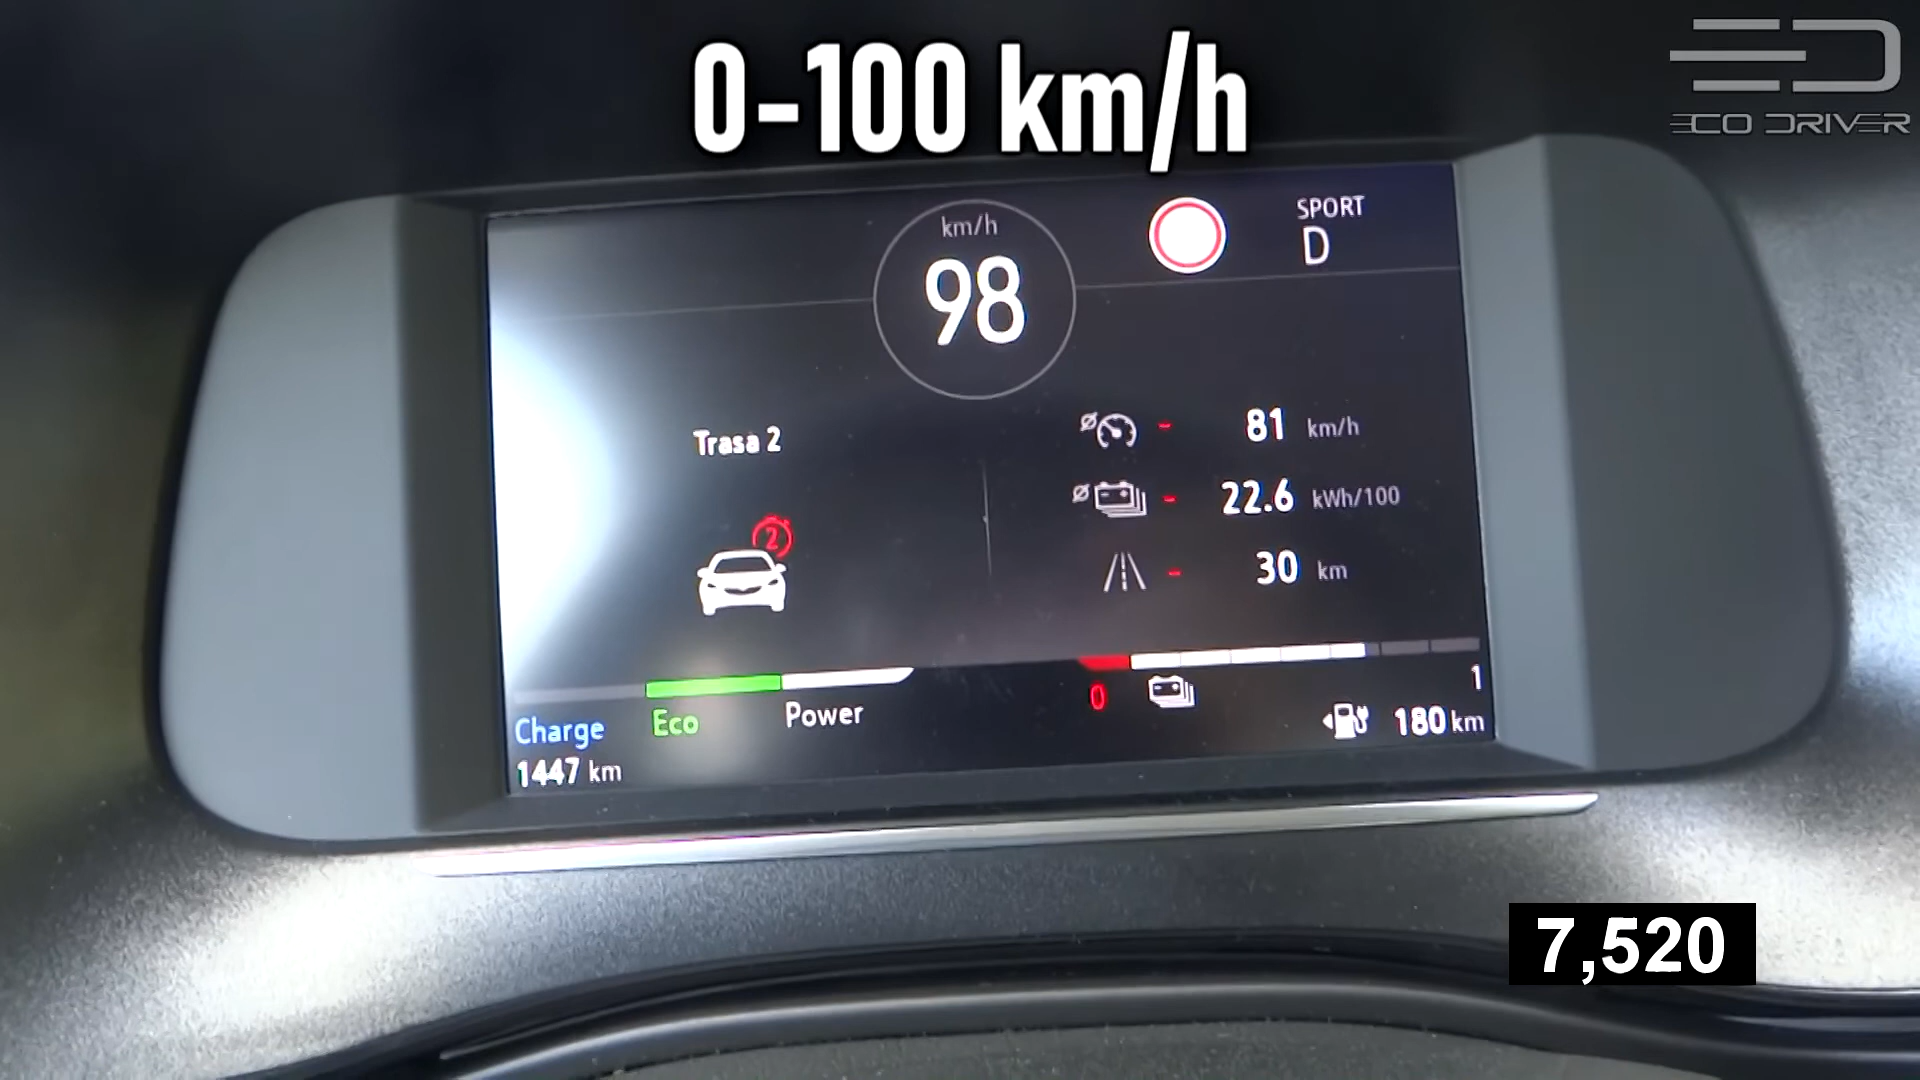 0-100 km/h
ECO DRIVER
km/h
98
SPORT
D
Trasa 2
2
81 km/h
22.6 kWh/100
30 km
Charge
Eco
Power
0
1
1447 km
180 km
7,520